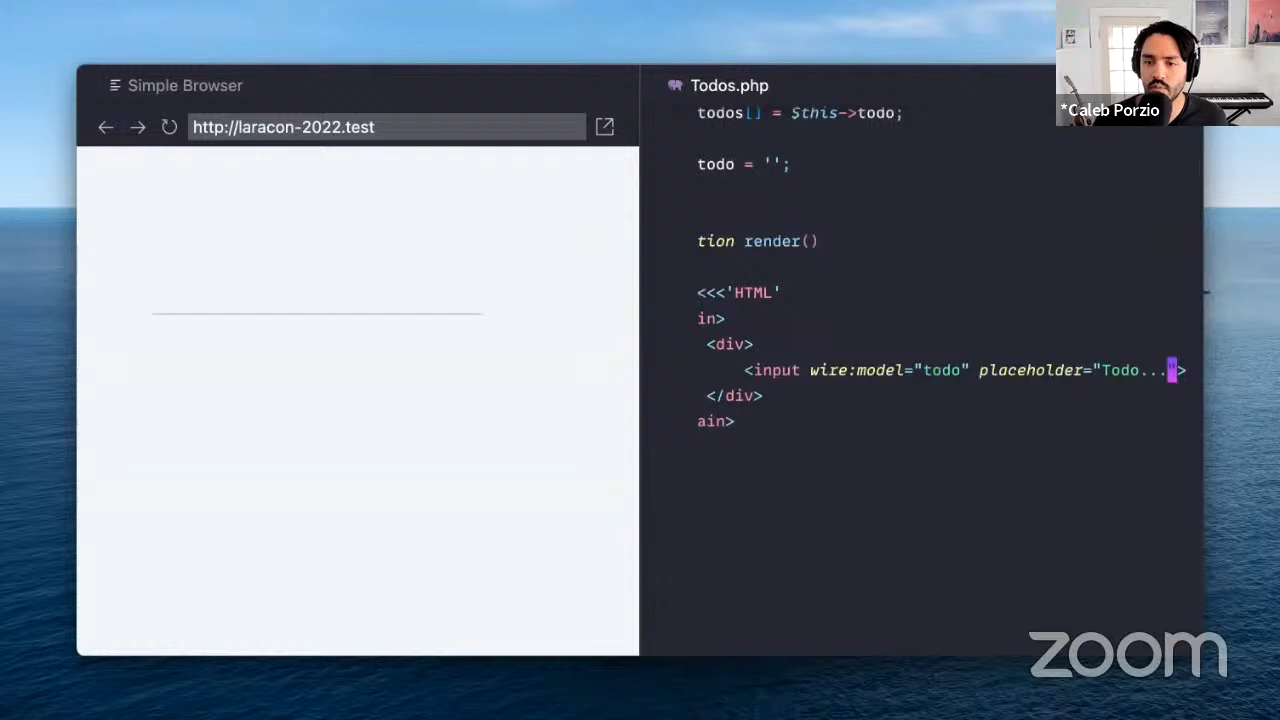 Simple Browser
http://laracon-2022.test
Todos.php
todos[] = $this->todo;
todo = '';
tion render()
<<<'HTML'
in>
<div>
<input wire:model="todo" placeholder="Todo...">
</div>
ain>
*Caleb Porzio
zoom